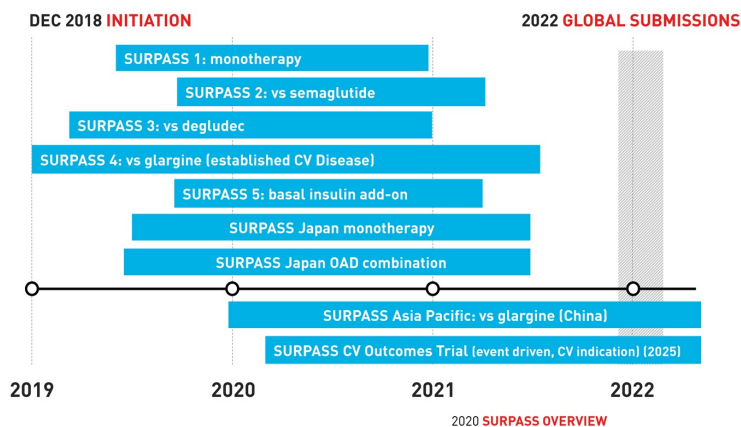 DEC 2018 INITIATION
2022 GLOBAL SUBMISSIONS
SURPASS 1: monotherapy
SURPASS 2: vs semaglutide
SURPASS 3: vs degludec
SURPASS 4: vs glargine (established CV Disease)
SURPASS 5: basal insulin add-on
SURPASS Japan monotherapy
SURPASS Japan OAD combination
SURPASS Asia Pacific: vs glargine (China)
SURPASS CV Outcomes Trial (event driven, CV indication) (2025)
2019 2020 2021 2022
2020 SURPASS OVERVIEW